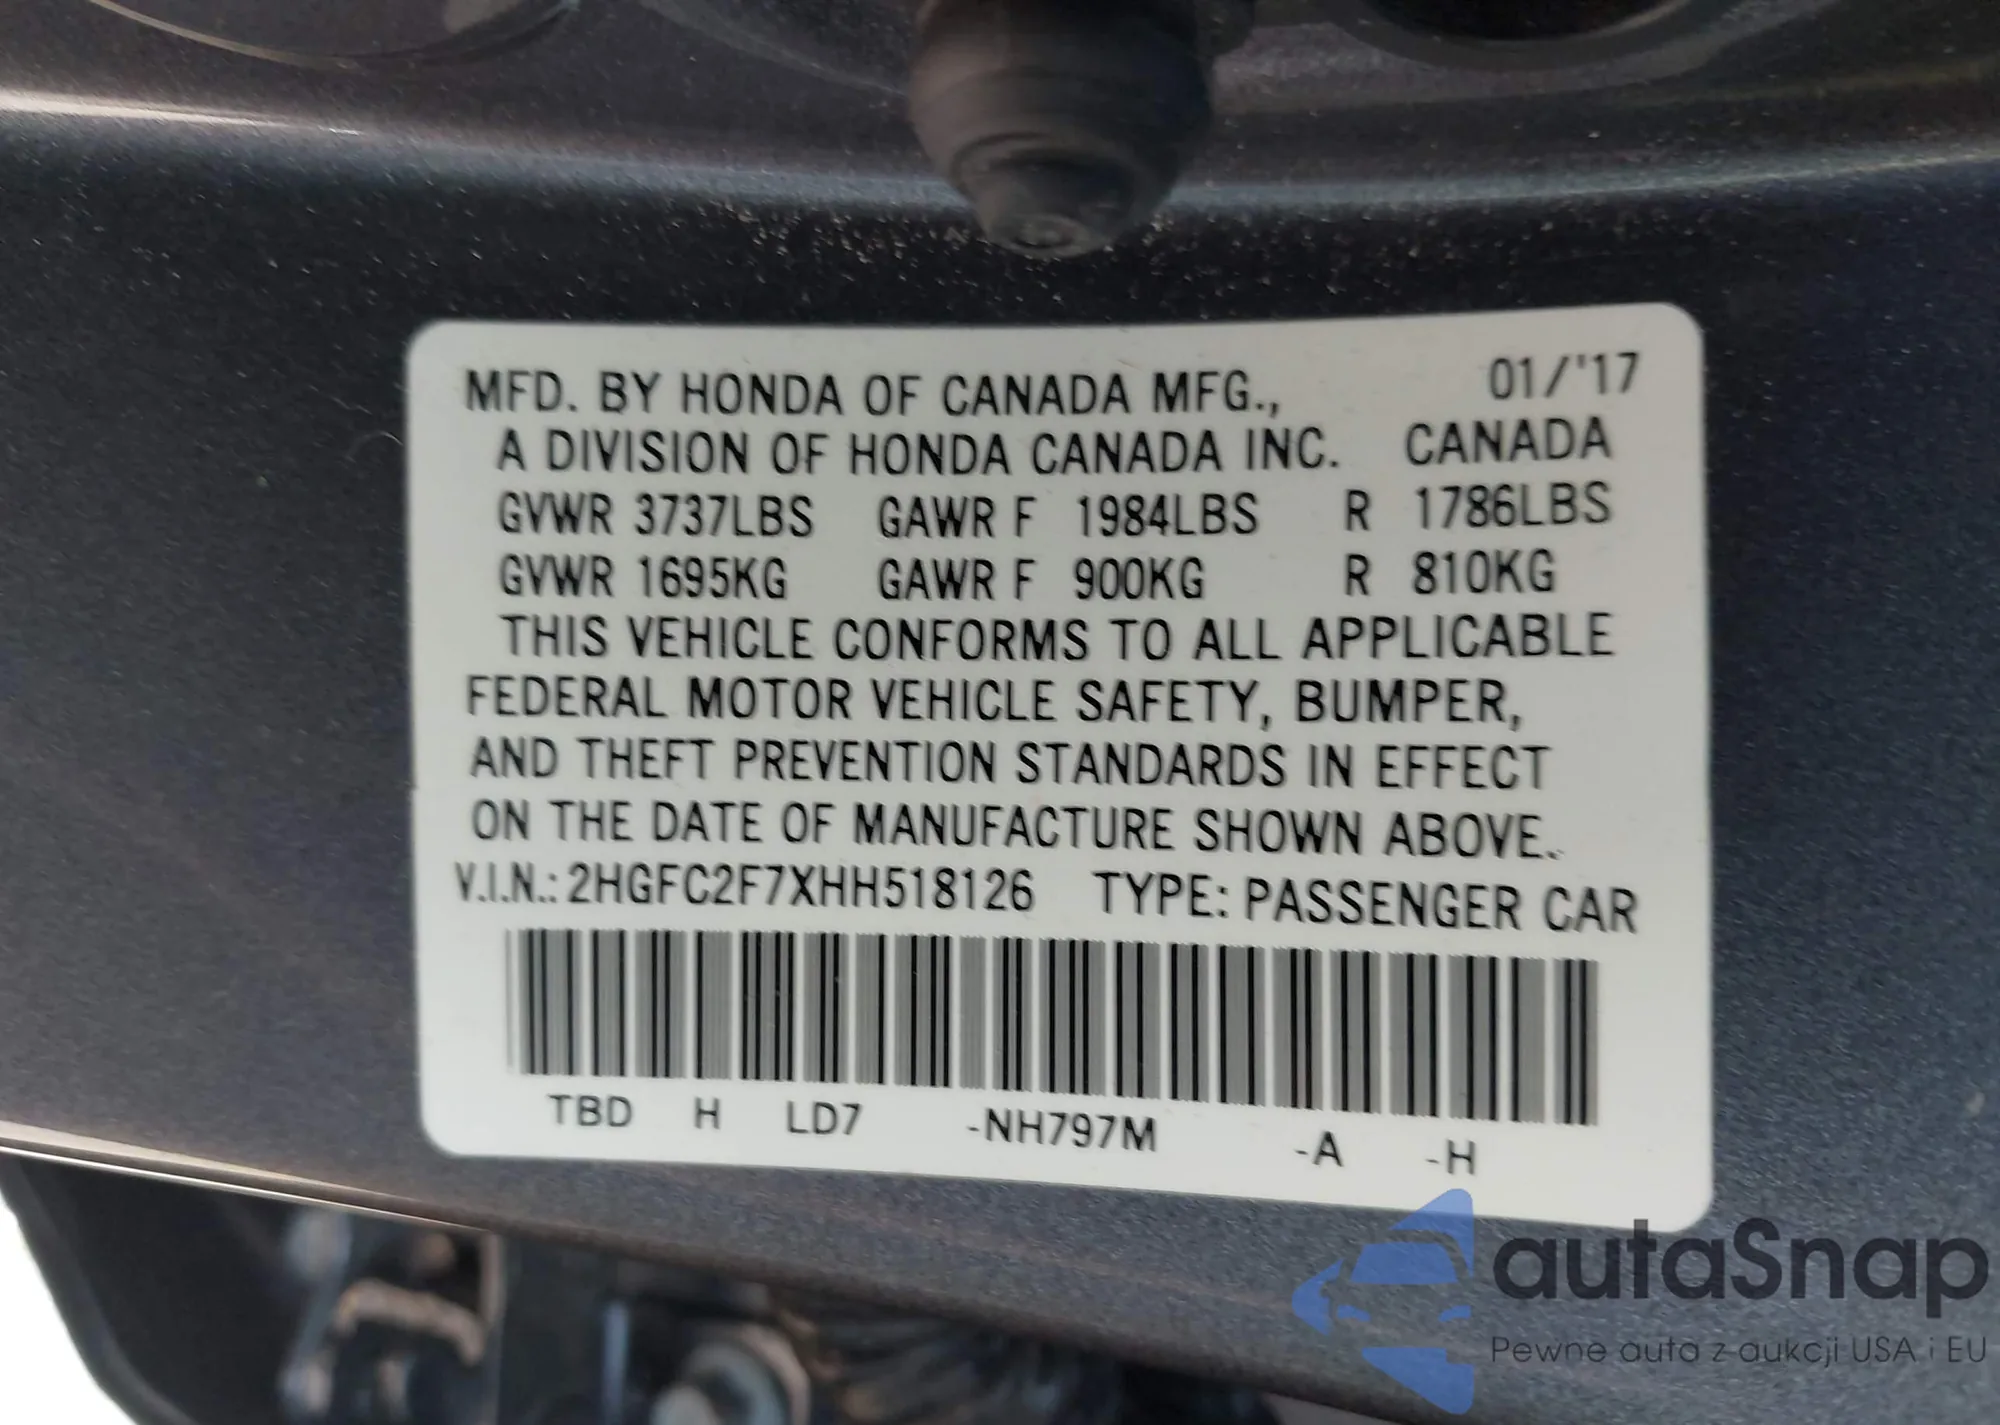 MFD. BY HONDA OF CANADA MFG., 01/'17
A DIVISION OF HONDA CANADA INC. CANADA
GVWR 3737LBS GAWR F 1984LBS R 1786LBS
GVWR 1695KG GAWR F 900KG R 810KG
THIS VEHICLE CONFORMS TO ALL APPLICABLE
FEDERAL MOTOR VEHICLE SAFETY, BUMPER,
AND THEFT PREVENTION STANDARDS IN EFFECT
ON THE DATE OF MANUFACTURE SHOWN ABOVE.
V.I.N.: 2HGFC2F7XHH518126 TYPE: PASSENGER CAR
TBD H LD7 -NH797M -A -H
autaSnap
Pewne auta z aukcji USA i EU